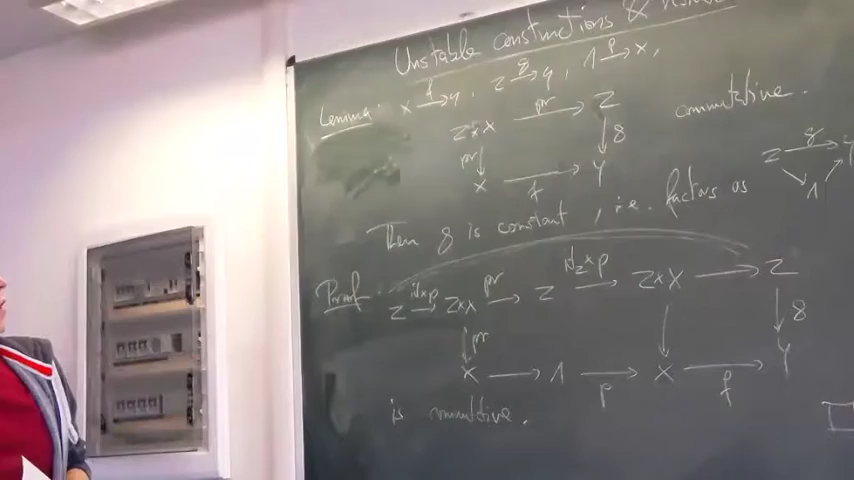 Unstable constructions &
Lemma: X →f Y, Z →g Y, 1 →p X,
Z×X →pr Z commutative.
pr ↓ ↓ g
X →f Y
Z →g Y
↘ ↗
1
Then g is constant, i.e. factors as
Proof Z →id×p Z×X →pr Z →id_Z×p Z×X → Z
↓ pr ↓ ↓ g
X → 1 →p X →f Y
is commutative.
□